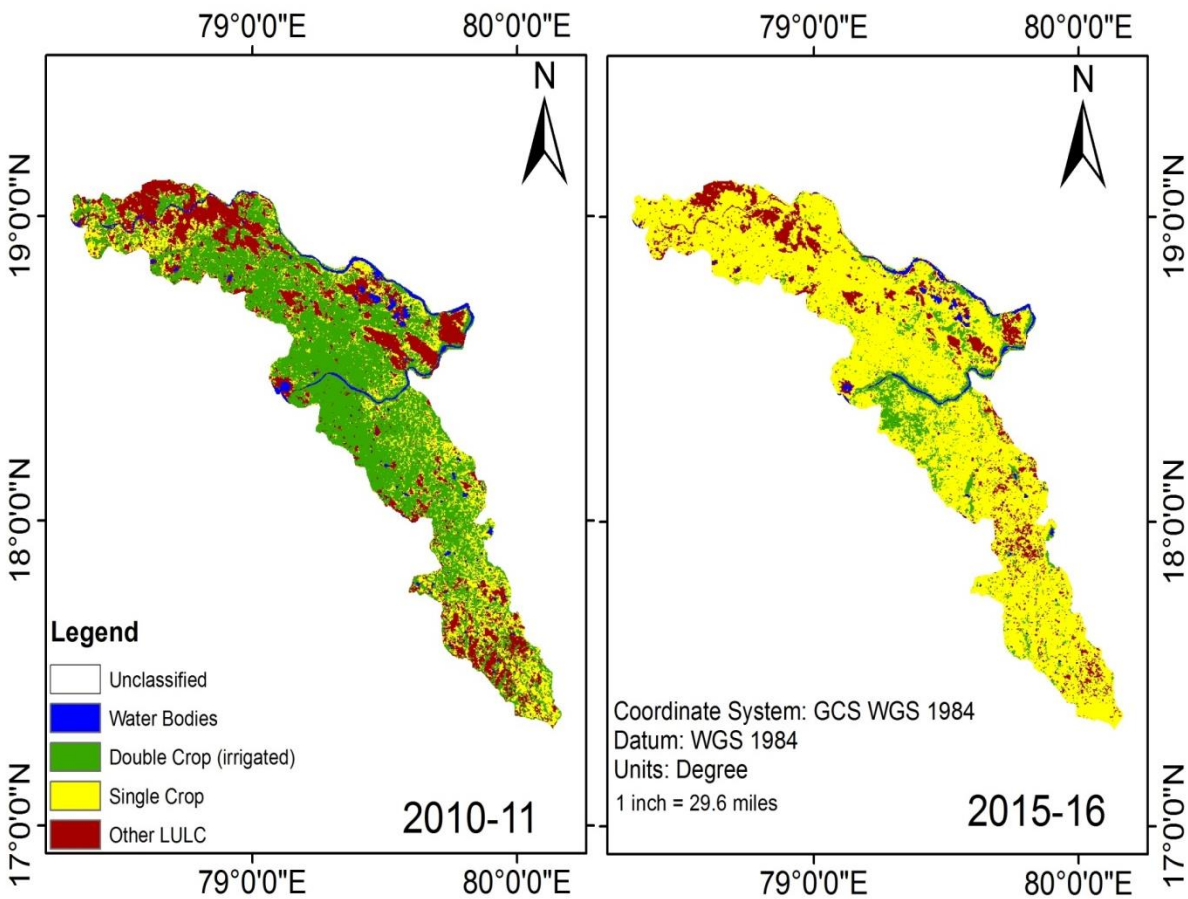 79°0'0"E
80°0'0"E
79°0'0"E
80°0'0"E
N
N
19°0'0"N
19°0'0"N
18°0'0"N
18°0'0"N
Legend
Unclassified
Water Bodies
Double Crop (irrigated)
Single Crop
Other LULC
2010-11
Coordinate System: GCS WGS 1984
Datum: WGS 1984
Units: Degree
1 inch = 29.6 miles
2015-16
17°0'0"N
17°0'0"N
79°0'0"E
80°0'0"E
79°0'0"E
80°0'0"E